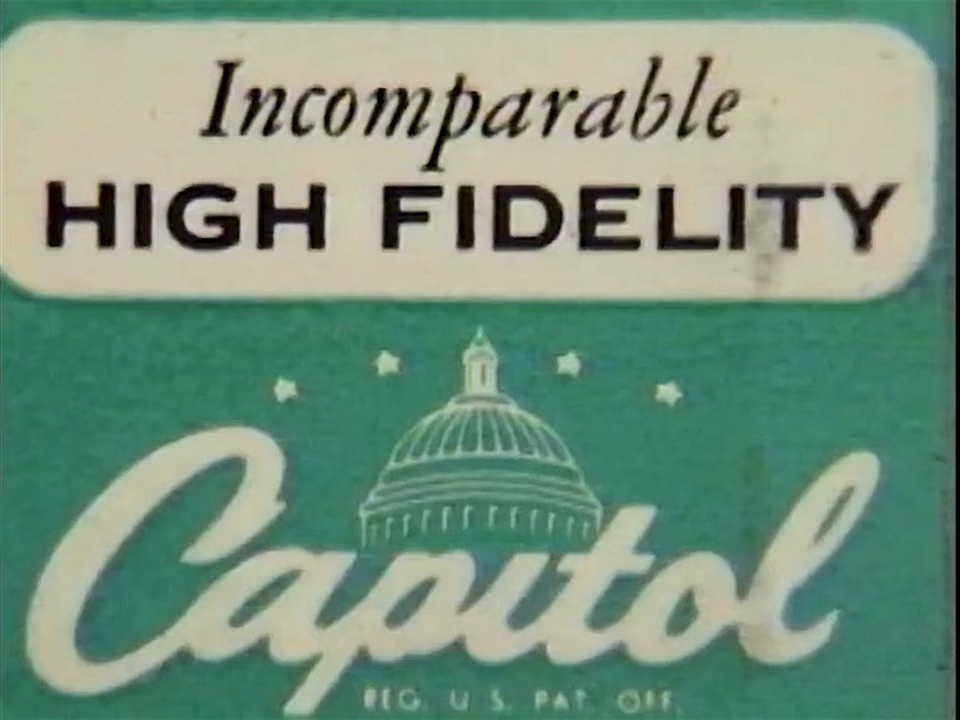 Incomparable
HIGH FIDELITY
Capitol
REG. U. S. PAT. OFF.